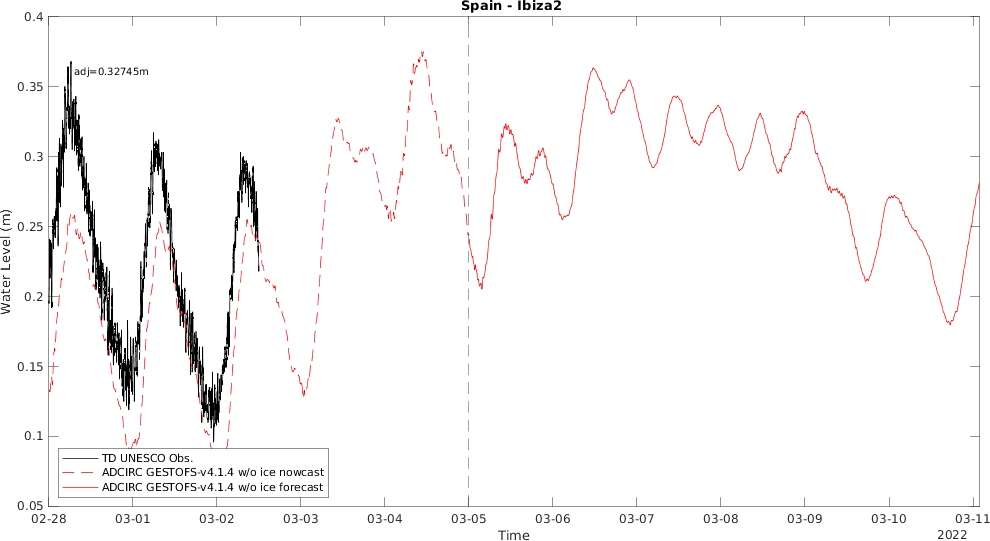 Spain - Ibiza2
0.4
0.35
0.3
0.25
0.2
0.15
0.1
0.05
Water Level (m)
adj=0.32745m
TD UNESCO Obs.
ADCIRC GESTOFS-v4.1.4 w/o ice nowcast
ADCIRC GESTOFS-v4.1.4 w/o ice forecast
02-28 03-01 03-02 03-03 03-04 03-05 03-06 03-07 03-08 03-09 03-10 03-11
Time
2022